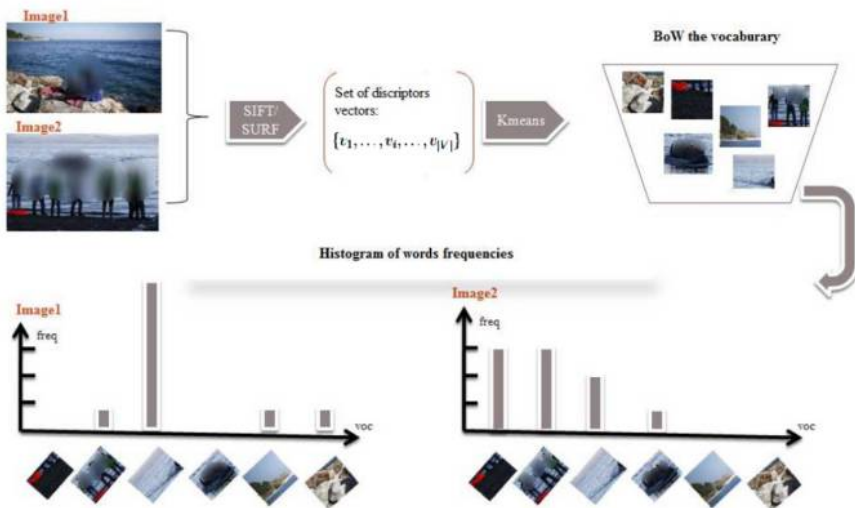 Image1
BoW the vocaburary
SIFT/
SURF
Set of discriptors
vectors:
{v₁, . . . , vᵢ, . . . , v|V|}
Kmeans
Image2
Histogram of words frequencies
Image1
freq
voc
Image2
freq
voc